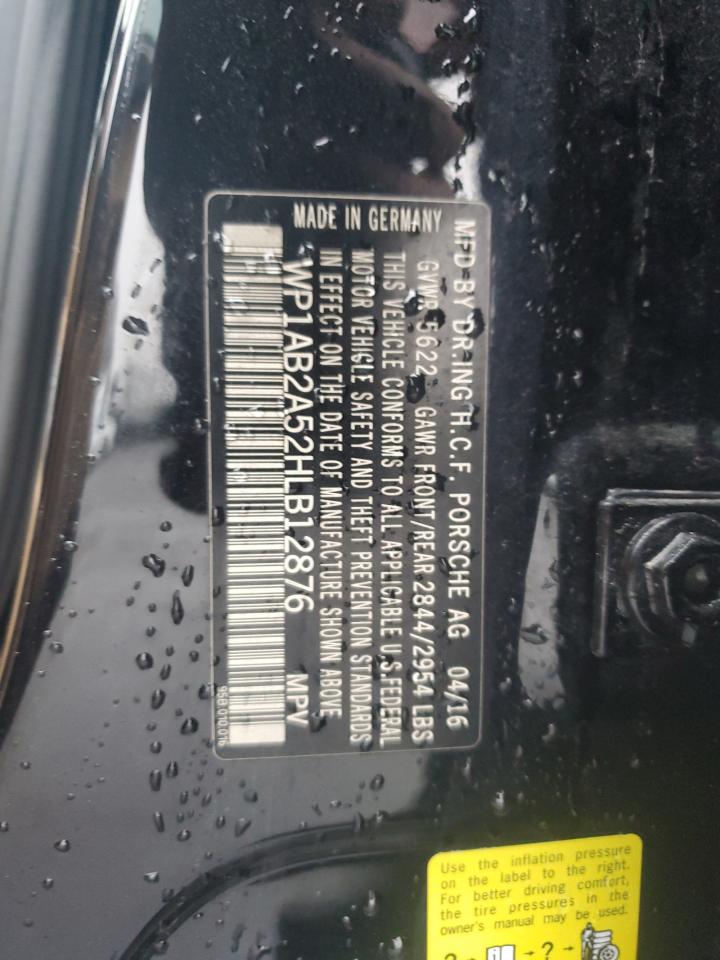 MFD BY DR.ING H.C.F. PORSCHE AG 04/16
GVWR 5622, GAWR FRONT/REAR 2844/2954 LBS
THIS VEHICLE CONFORMS TO ALL APPLICABLE U.S.FEDERAL
MOTOR VEHICLE SAFETY AND THEFT PREVENTION STANDARDS
IN EFFECT ON THE DATE OF MANUFACTURE SHOWN ABOVE
WP1AB2A52HLB12876 MPV
MADE IN GERMANY
95B.010.016
Use the inflation pressure
on the label to the right.
For better driving comfort,
the tire pressures in the
owner's manual may be used.
? → → ? →